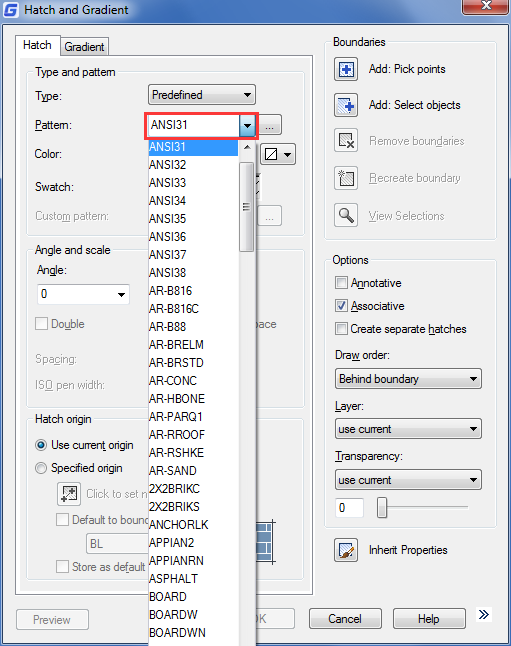 Hatch and Gradient
Hatch
Gradient
Type and pattern
Type:
Predefined
Pattern:
ANSI31
...
Color:
Swatch:
Custom pattern:
...
ANSI31
ANSI32
ANSI33
ANSI34
ANSI35
ANSI36
ANSI37
ANSI38
AR-B816
AR-B816C
AR-B88
AR-BRELM
AR-BRSTD
AR-CONC
AR-HBONE
AR-PARQ1
AR-RROOF
AR-RSHKE
AR-SAND
2X2BRIKC
2X2BRIKS
ANCHORLK
APPIAN2
APPIANRN
ASPHALT
BOARD
BOARDW
BOARDWN
Angle and scale
Angle:
0
Double
pace
Spacing:
ISO pen width:
Hatch origin
Use current origin
Specified origin
Click to set n
Default to bound
BL
Store as default
Boundaries
Add: Pick points
Add: Select objects
Remove boundaries
Recreate boundary
View Selections
Options
Annotative
Associative
Create separate hatches
Draw order:
Behind boundary
Layer:
use current
Transparency:
use current
0
Inherit Properties
Preview
OK
Cancel
Help